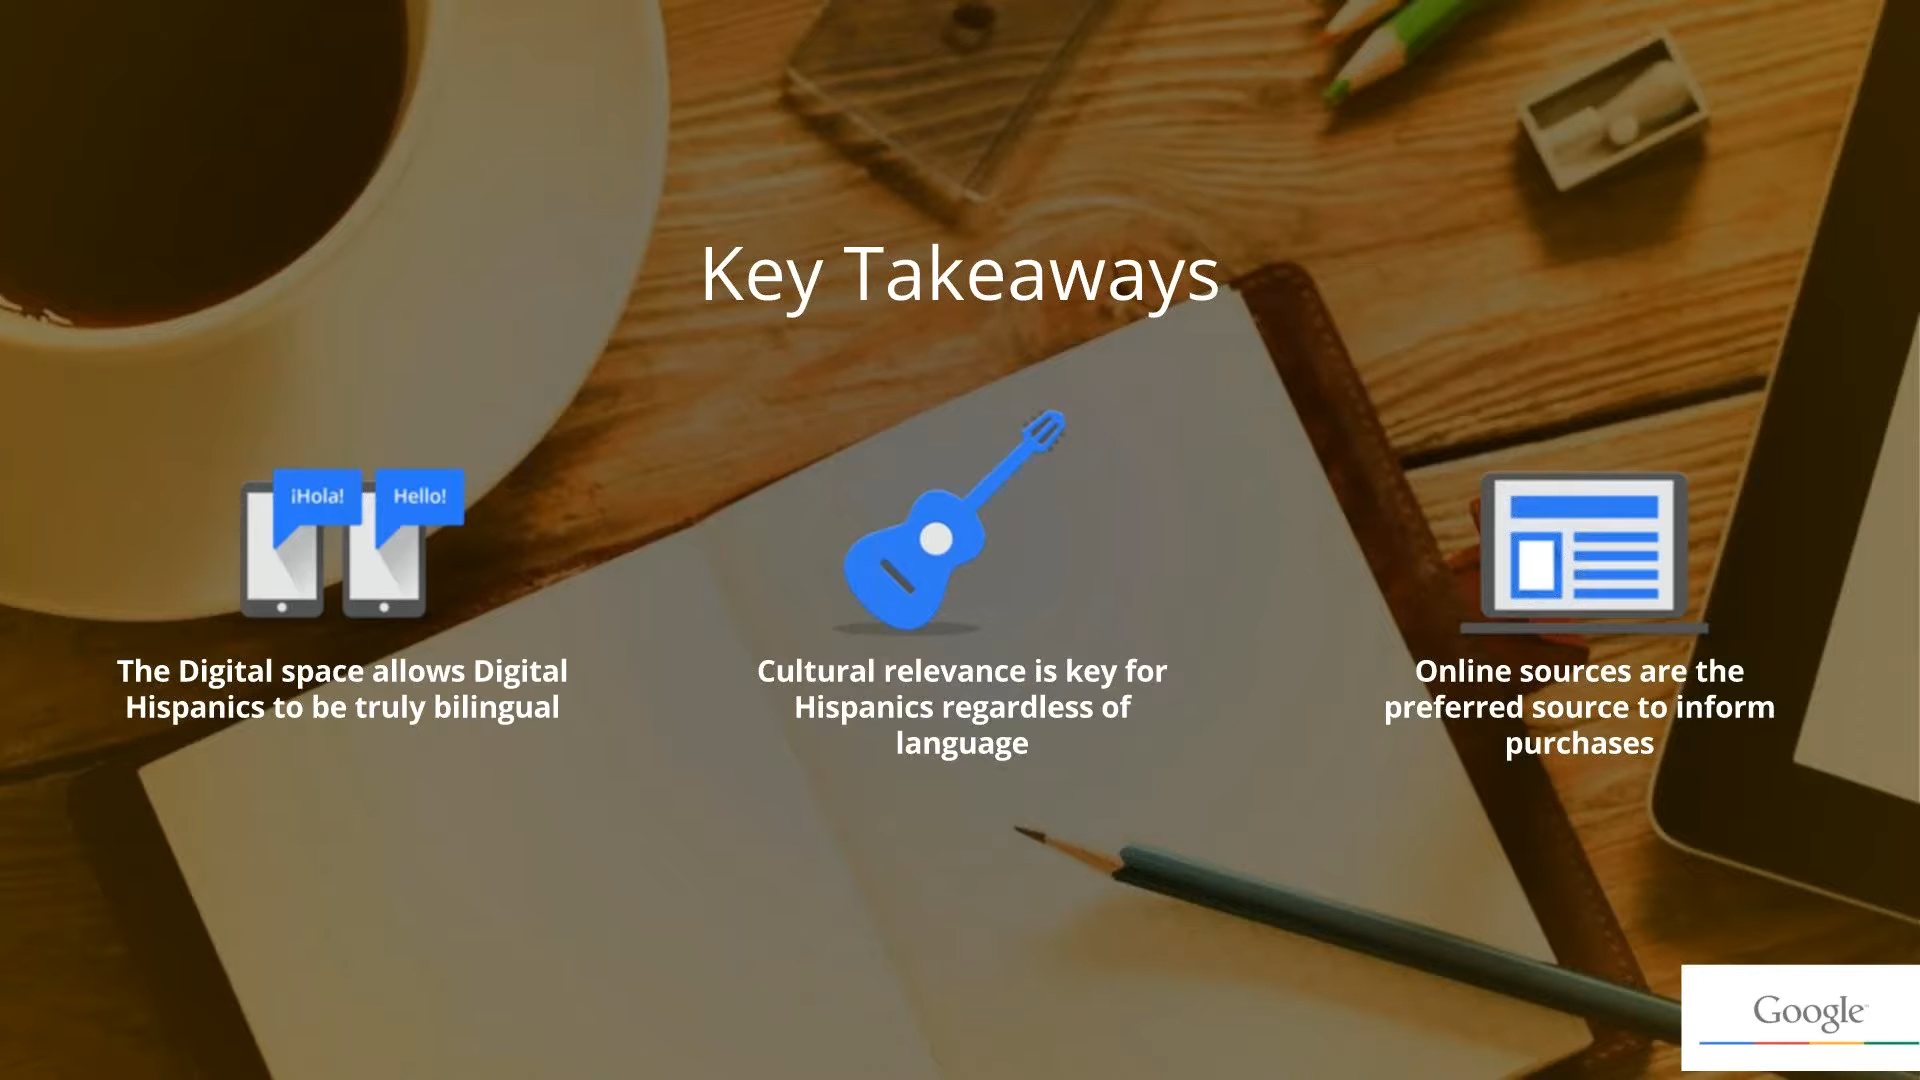 Key Takeaways
¡Hola!
Hello!
The Digital space allows Digital
Hispanics to be truly bilingual
Cultural relevance is key for
Hispanics regardless of
language
Online sources are the
preferred source to inform
purchases
Google